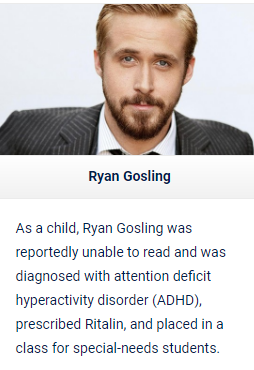 Ryan Gosling
As a child, Ryan Gosling was
reportedly unable to read and was
diagnosed with attention deficit
hyperactivity disorder (ADHD),
prescribed Ritalin, and placed in a
class for special-needs students.